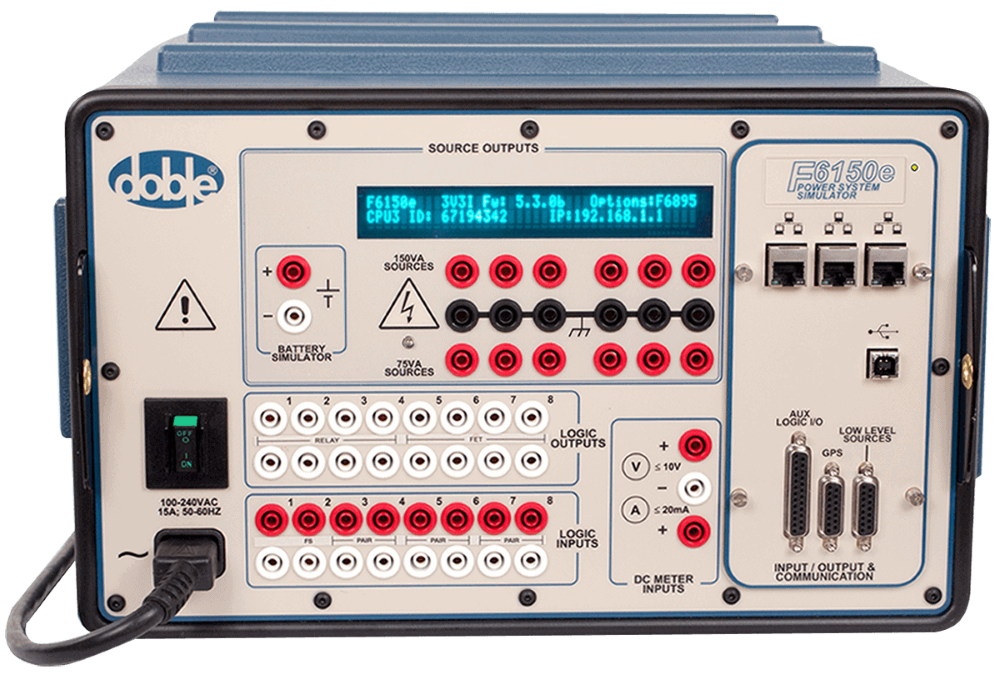 SOURCE OUTPUTS
doble®
F6150e
POWER SYSTEM
SIMULATOR
F6150e 3V3I Fw: 5.3.0b Options:F6895
CPU3 ID: 67194342 IP:192.168.1.1
150VA
SOURCES
+
−
BATTERY
SIMULATOR
75VA
SOURCES
OFF
O
I
ON
100-240VAC
15A; 50-60HZ
~
1 2 3 4 5 6 7 8
RELAY FET
LOGIC
OUTPUTS
1 2 3 4 5 6 7 8
FS PAIR PAIR PAIR
LOGIC
INPUTS
+
V ≤ 10V
−
A ≤ 20mA
+
DC METER
INPUTS
AUX
LOGIC I/O
LOW LEVEL
SOURCES
GPS
INPUT / OUTPUT &
COMMUNICATION